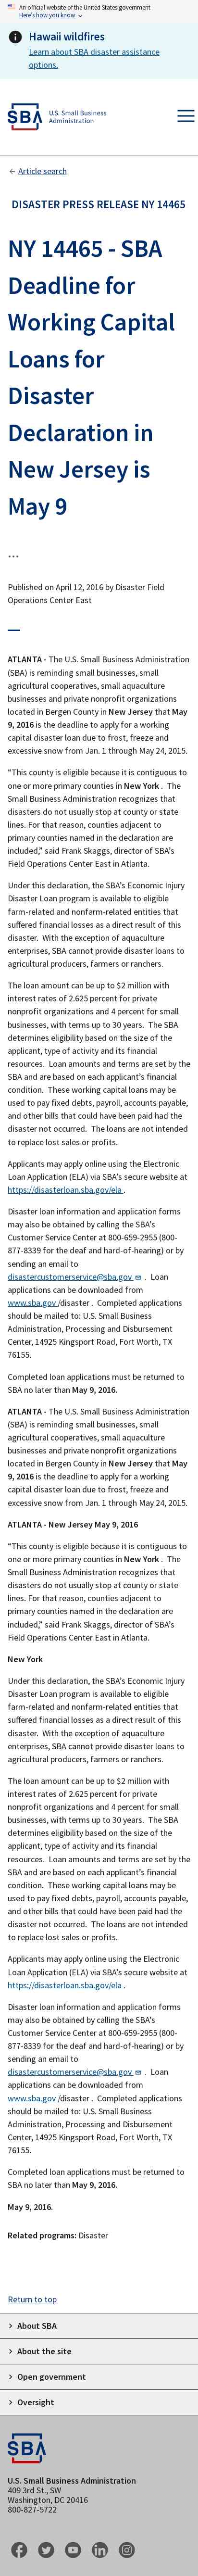 An official website of the United States government
Here's how you know
Hawaii wildfires
Learn about SBA disaster assistance
options.
SBA
U.S. Small Business
Administration
Article search
DISASTER PRESS RELEASE NY 14465
NY 14465 - SBA
Deadline for
Working Capital
Loans for
Disaster
Declaration in
New Jersey is
May 9
...
Published on April 12, 2016 by Disaster Field
Operations Center East
ATLANTA - The U.S. Small Business Administration
(SBA) is reminding small businesses, small
agricultural cooperatives, small aquaculture
businesses and private nonprofit organizations
located in Bergen County in New Jersey that May
9, 2016 is the deadline to apply for a working
capital disaster loan due to frost, freeze and
excessive snow from Jan. 1 through May 24, 2015.
“This county is eligible because it is contiguous to
one or more primary counties in New York .  The
Small Business Administration recognizes that
disasters do not usually stop at county or state
lines. For that reason, counties adjacent to
primary counties named in the declaration are
included,” said Frank Skaggs, director of SBA’s
Field Operations Center East in Atlanta.
Under this declaration, the SBA’s Economic Injury
Disaster Loan program is available to eligible
farm-related and nonfarm-related entities that
suffered financial losses as a direct result of this
disaster.  With the exception of aquaculture
enterprises, SBA cannot provide disaster loans to
agricultural producers, farmers or ranchers.
The loan amount can be up to $2 million with
interest rates of 2.625 percent for private
nonprofit organizations and 4 percent for small
businesses, with terms up to 30 years.  The SBA
determines eligibility based on the size of the
applicant, type of activity and its financial
resources.  Loan amounts and terms are set by the
SBA and are based on each applicant’s financial
condition.  These working capital loans may be
used to pay fixed debts, payroll, accounts payable,
and other bills that could have been paid had the
disaster not occurred.  The loans are not intended
to replace lost sales or profits.
Applicants may apply online using the Electronic
Loan Application (ELA) via SBA’s secure website at
https://disasterloan.sba.gov/ela .
Disaster loan information and application forms
may also be obtained by calling the SBA’s
Customer Service Center at 800-659-2955 (800-
877-8339 for the deaf and hard-of-hearing) or by
sending email to
disastercustomerservice@sba.gov .  Loan
applications can be downloaded from
www.sba.gov /disaster .  Completed applications
should be mailed to: U.S. Small Business
Administration, Processing and Disbursement
Center, 14925 Kingsport Road, Fort Worth, TX
76155.
Completed loan applications must be returned to
SBA no later than May 9, 2016.
ATLANTA - The U.S. Small Business Administration
(SBA) is reminding small businesses, small
agricultural cooperatives, small aquaculture
businesses and private nonprofit organizations
located in Bergen County in New Jersey that May
9, 2016 is the deadline to apply for a working
capital disaster loan due to frost, freeze and
excessive snow from Jan. 1 through May 24, 2015.
ATLANTA - New Jersey May 9, 2016
“This county is eligible because it is contiguous to
one or more primary counties in New York .  The
Small Business Administration recognizes that
disasters do not usually stop at county or state
lines. For that reason, counties adjacent to
primary counties named in the declaration are
included,” said Frank Skaggs, director of SBA’s
Field Operations Center East in Atlanta.
New York
Under this declaration, the SBA’s Economic Injury
Disaster Loan program is available to eligible
farm-related and nonfarm-related entities that
suffered financial losses as a direct result of this
disaster.  With the exception of aquaculture
enterprises, SBA cannot provide disaster loans to
agricultural producers, farmers or ranchers.
The loan amount can be up to $2 million with
interest rates of 2.625 percent for private
nonprofit organizations and 4 percent for small
businesses, with terms up to 30 years.  The SBA
determines eligibility based on the size of the
applicant, type of activity and its financial
resources.  Loan amounts and terms are set by the
SBA and are based on each applicant’s financial
condition.  These working capital loans may be
used to pay fixed debts, payroll, accounts payable,
and other bills that could have been paid had the
disaster not occurred.  The loans are not intended
to replace lost sales or profits.
Applicants may apply online using the Electronic
Loan Application (ELA) via SBA’s secure website at
https://disasterloan.sba.gov/ela .
Disaster loan information and application forms
may also be obtained by calling the SBA’s
Customer Service Center at 800-659-2955 (800-
877-8339 for the deaf and hard-of-hearing) or by
sending email to
disastercustomerservice@sba.gov .  Loan
applications can be downloaded from
www.sba.gov /disaster .  Completed applications
should be mailed to: U.S. Small Business
Administration, Processing and Disbursement
Center, 14925 Kingsport Road, Fort Worth, TX
76155.
Completed loan applications must be returned to
SBA no later than May 9, 2016.
May 9, 2016.
Related programs: Disaster
Return to top
About SBA
About the site
Open government
Oversight
SBA
U.S. Small Business Administration
409 3rd St., SW
Washington, DC 20416
800-827-5722